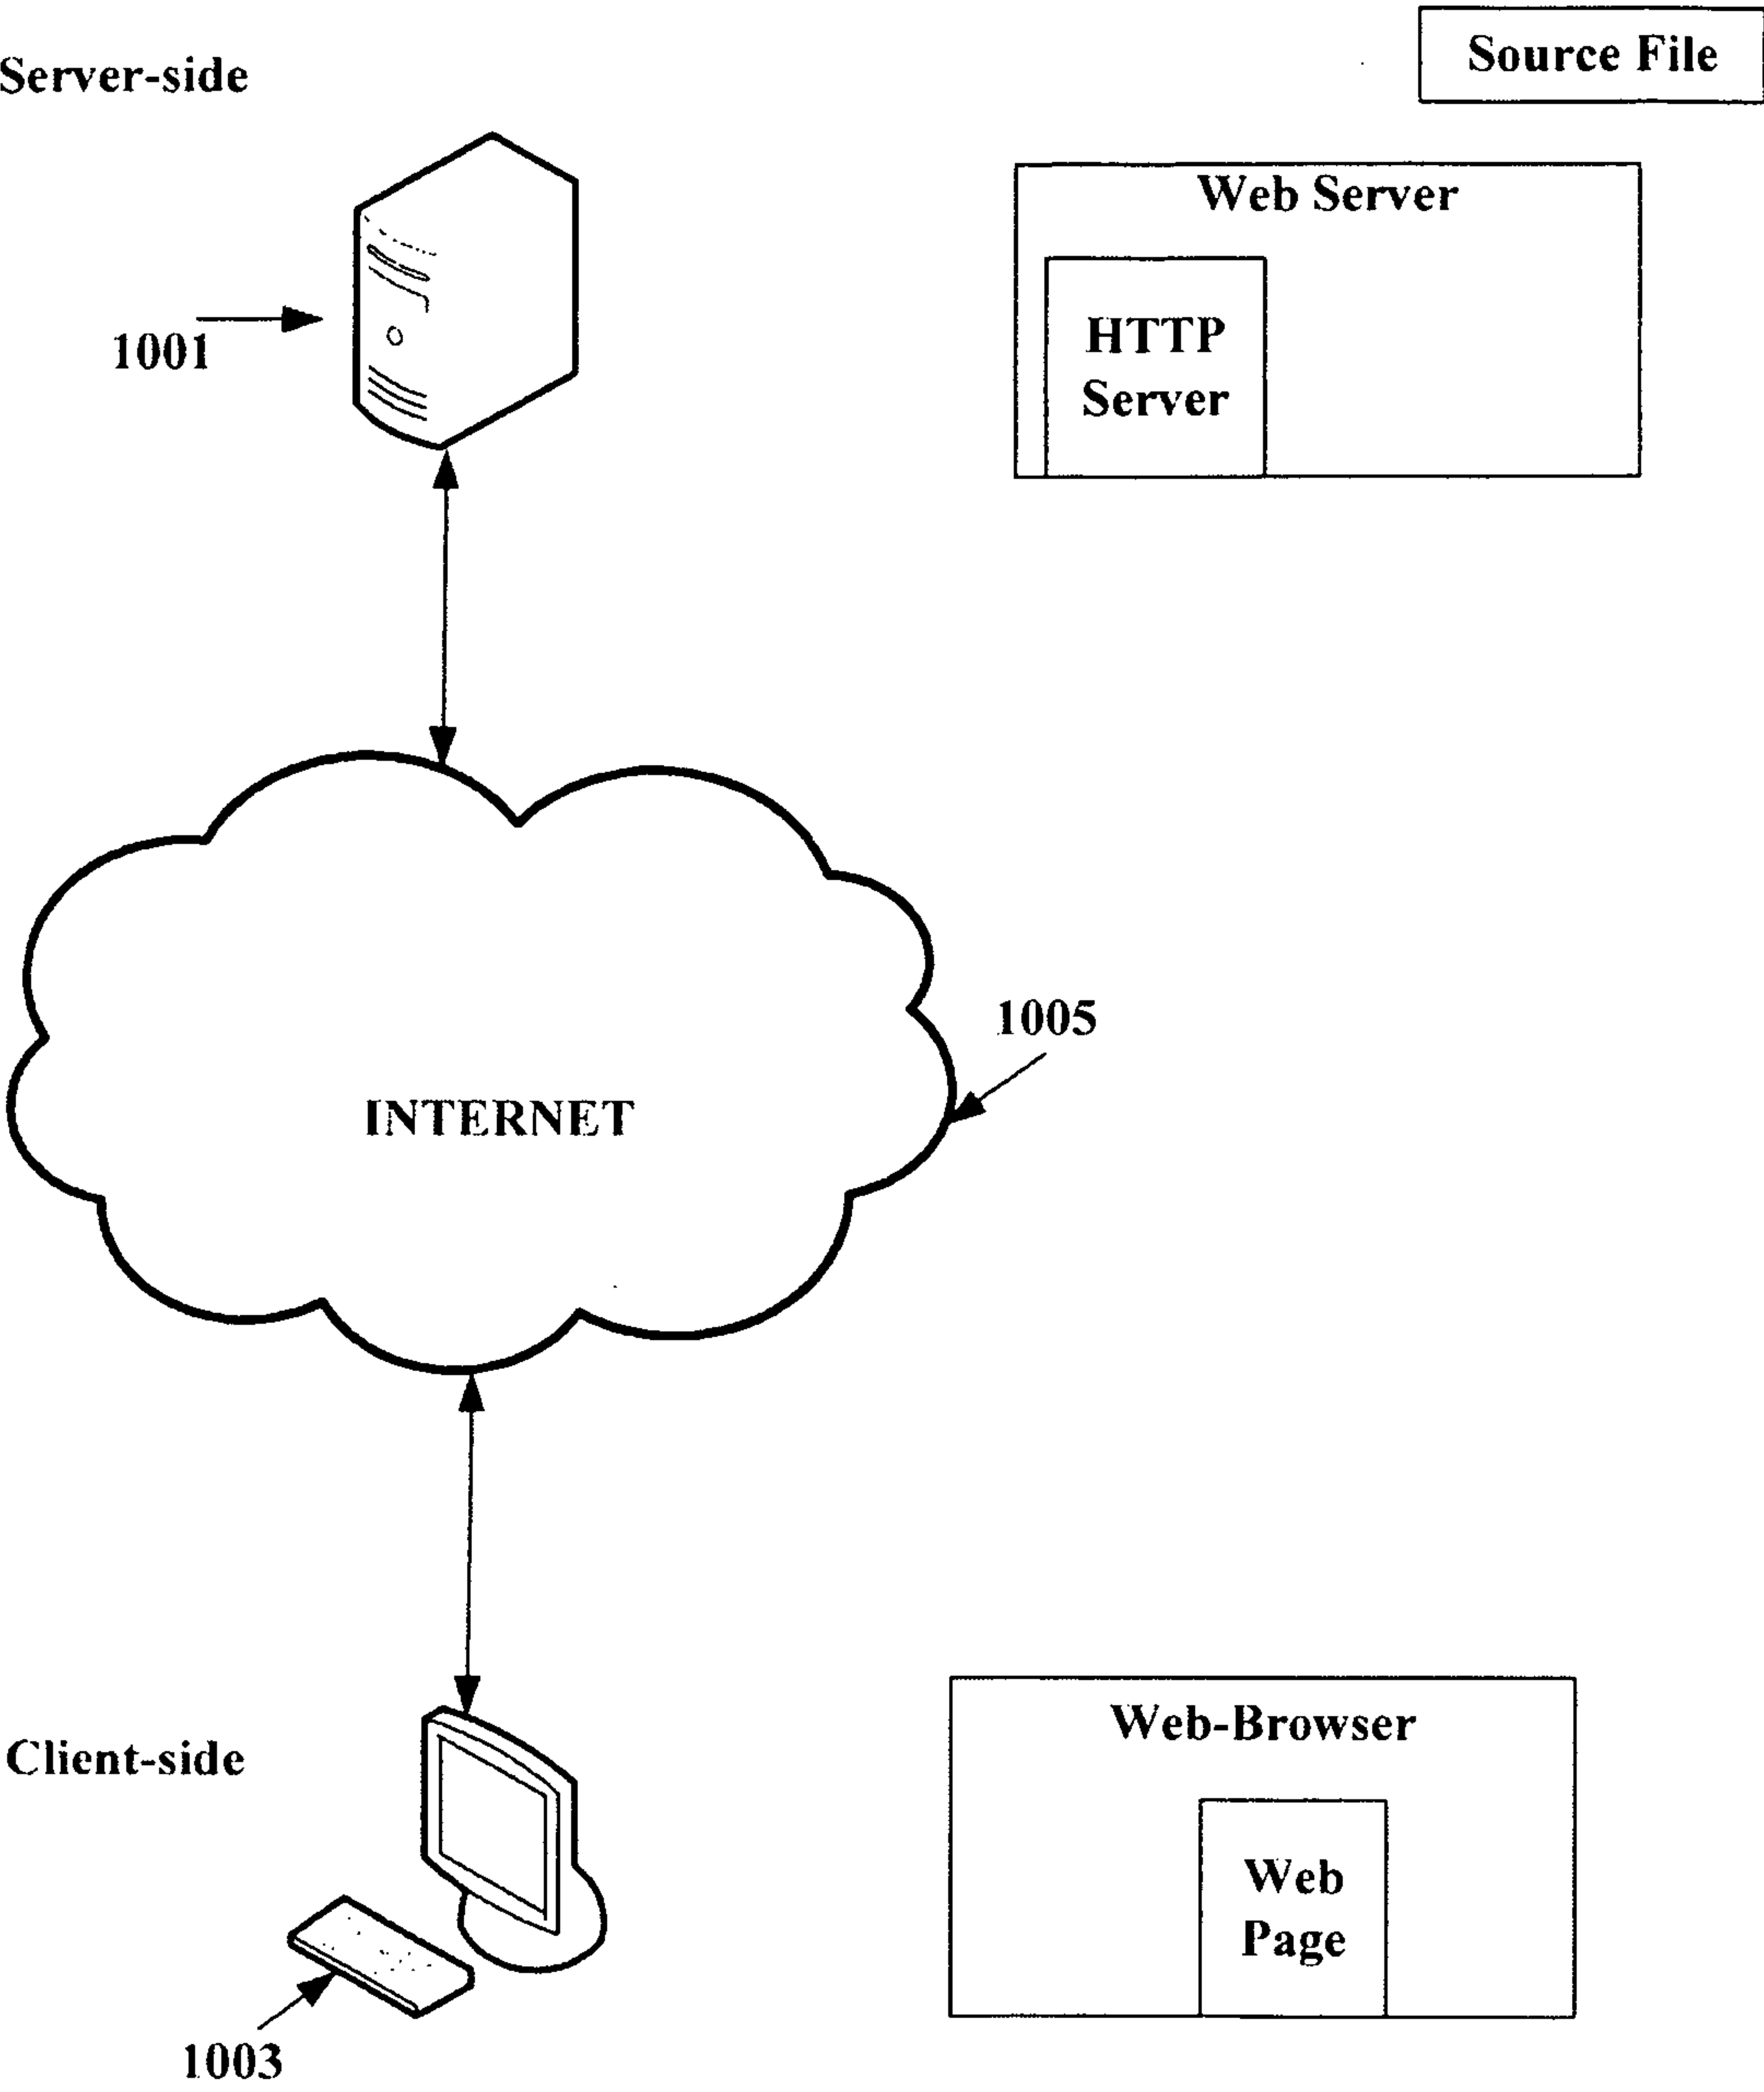 Source File
Server-side
Web Server
HTTP
Server
1001
1005
INTERNET
Web-Browser
Client-side
Web
Page
1003